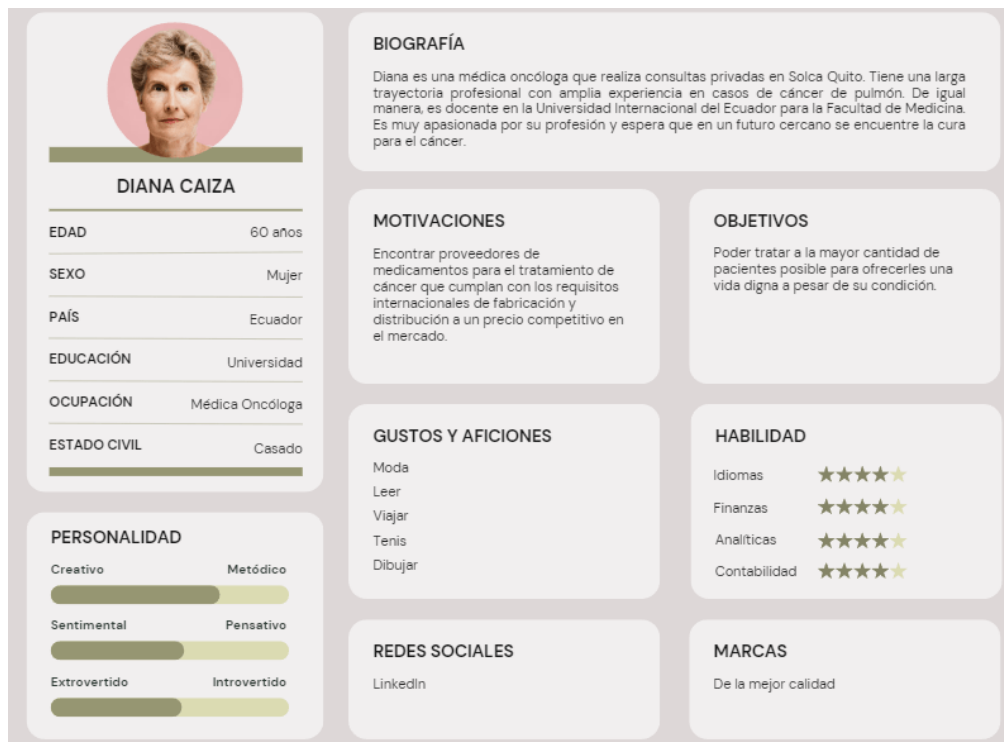 DIANA CAIZA
EDAD 60 años
SEXO Mujer
PAÍS Ecuador
EDUCACIÓN Universidad
OCUPACIÓN Médica Oncóloga
ESTADO CIVIL Casado
PERSONALIDAD
Creativo Metódico
Sentimental Pensativo
Extrovertido Introvertido
BIOGRAFÍA
Diana es una médica oncóloga que realiza consultas privadas en Solca Quito. Tiene una larga
trayectoria profesional con amplia experiencia en casos de cáncer de pulmón. De igual
manera, es docente en la Universidad Internacional del Ecuador para la Facultad de Medicina.
Es muy apasionada por su profesión y espera que en un futuro cercano se encuentre la cura
para el cáncer.
MOTIVACIONES
Encontrar proveedores de
medicamentos para el tratamiento de
cáncer que cumplan con los requisitos
internacionales de fabricación y
distribución a un precio competitivo en
el mercado.
OBJETIVOS
Poder tratar a la mayor cantidad de
pacientes posible para ofrecerles una
vida digna a pesar de su condición.
GUSTOS Y AFICIONES
Moda
Leer
Viajar
Tenis
Dibujar
HABILIDAD
Idiomas
Finanzas
Analíticas
Contabilidad
REDES SOCIALES
LinkedIn
MARCAS
De la mejor calidad